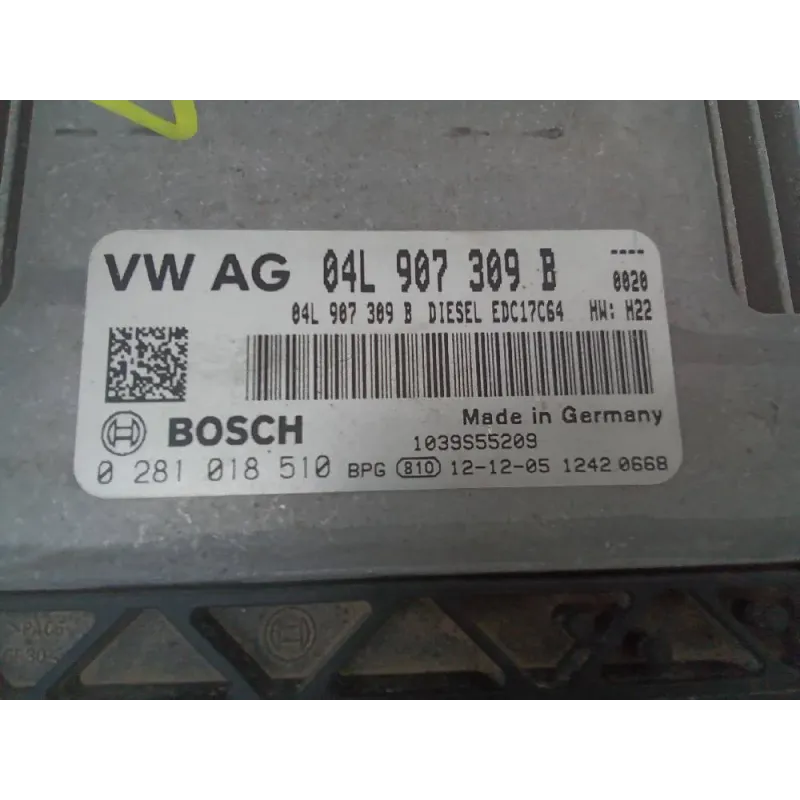 VW AG 04L 907 309 B ----
0020
04L 907 309 B DIESEL EDC17C64 HW: H22
Made in Germany
BOSCH
1039S55209
0 281 018 510 BPG 810 12-12-05 1242 0668